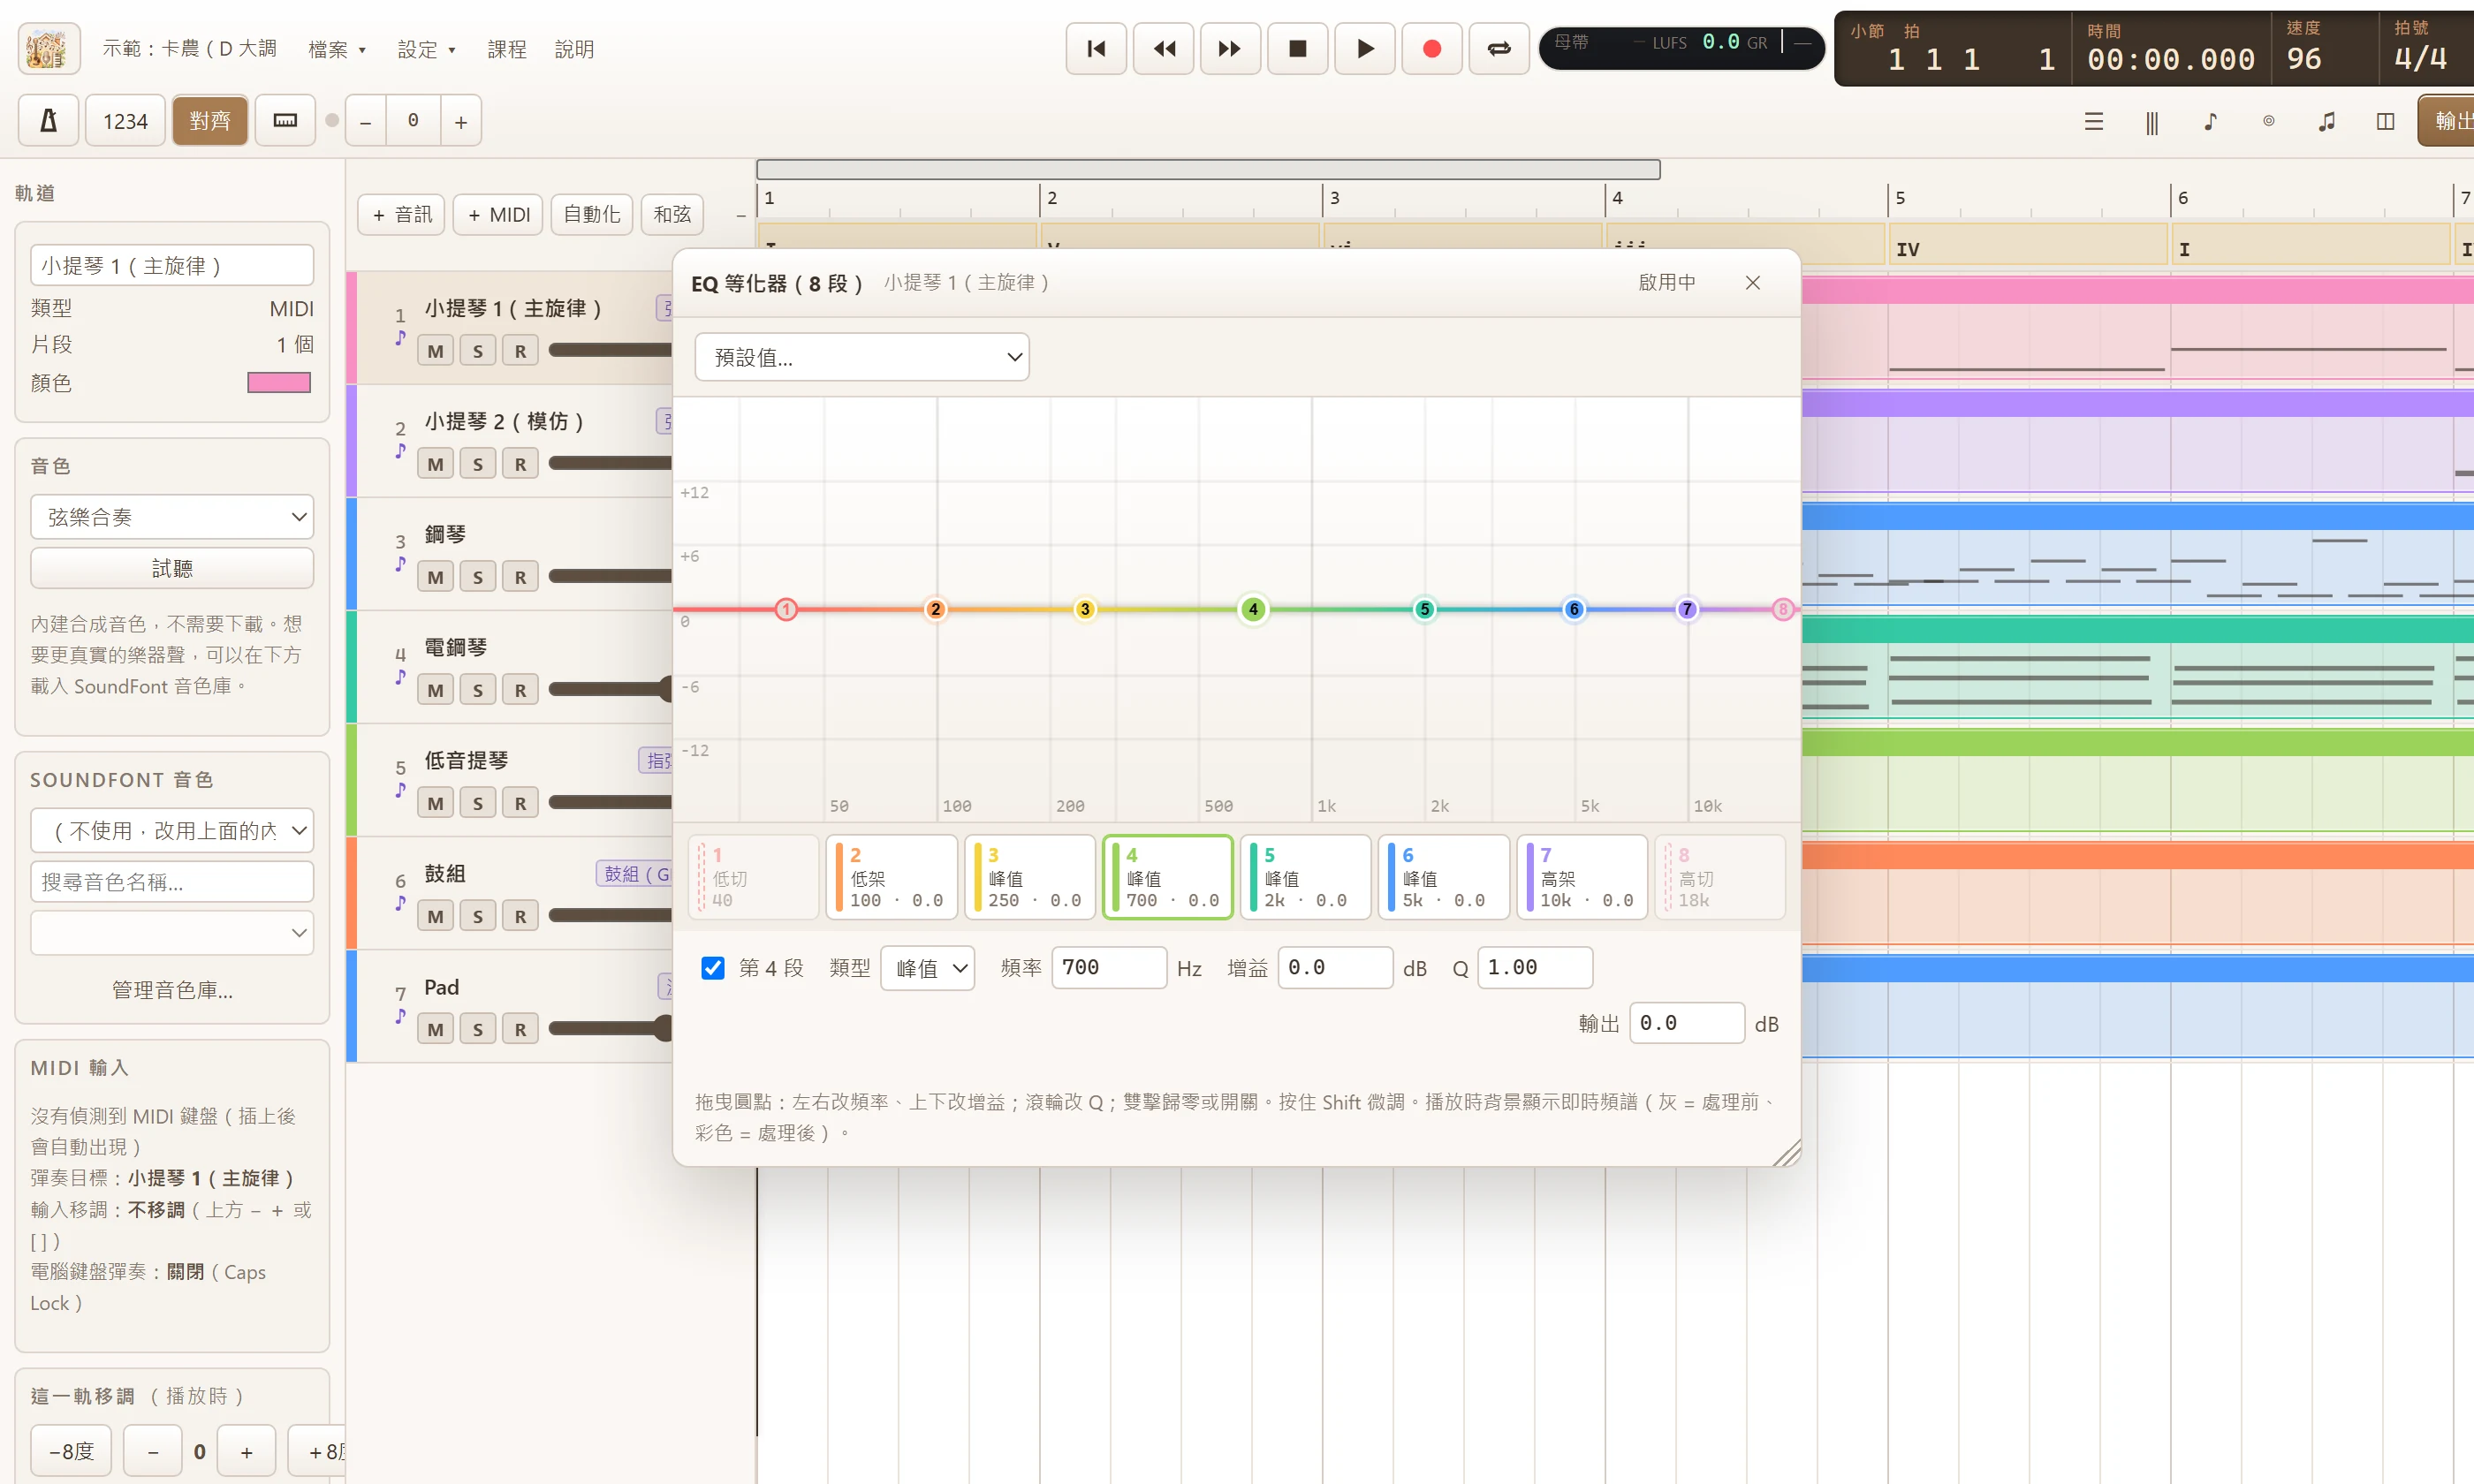 示範：卡農（D 大調
檔案 ▾
設定 ▾
課程
說明
母帶 — LUFS 0.0 GR —
小節 拍
1 1 1 1
時間
00:00.000
速度
96
拍號
4/4
1234
對齊
− 0 +
輸出
軌道
小提琴 1（主旋律）
類型 MIDI
片段 1 個
顏色
音色
弦樂合奏
試聽
內建合成音色，不需要下載。想
要更真實的樂器聲，可以在下方
載入 SoundFont 音色庫。
SOUNDFONT 音色
（不使用，改用上面的內
搜尋音色名稱...
管理音色庫...
MIDI 輸入
沒有偵測到 MIDI 鍵盤（插上後
會自動出現）
彈奏目標：小提琴 1（主旋律）
輸入移調：不移調（上方 − + 或
[ ]）
電腦鍵盤彈奏：關閉（Caps
Lock）
這一軌移調 （播放時）
−8度 − 0 + +8度
+ 音訊
+ MIDI
自動化
和弦
−
1 2 3 4 5 6 7
IV I
1 小提琴 1（主旋律）
M S R
2 小提琴 2（模仿）
M S R
3 鋼琴
M S R
4 電鋼琴
M S R
5 低音提琴
M S R
6 鼓組 鼓組（G
M S R
7 Pad
M S R
EQ 等化器（8 段） 小提琴 1（主旋律）
啟用中 ×
預設值...
+12
+6
0
-6
-12
1 2 3 4 5 6 7 8
50 100 200 500 1k 2k 5k 10k
1
低切
40
2
低架
100 · 0.0
3
峰值
250 · 0.0
4
峰值
700 · 0.0
5
峰值
2k · 0.0
6
峰值
5k · 0.0
7
高架
10k · 0.0
8
高切
18k
第 4 段 類型 峰值 頻率 700 Hz 增益 0.0 dB Q 1.00
輸出 0.0 dB
拖曳圓點：左右改頻率、上下改增益；滾輪改 Q；雙擊歸零或開關。按住 Shift 微調。播放時背景顯示即時頻譜（灰 = 處理前、
彩色 = 處理後）。